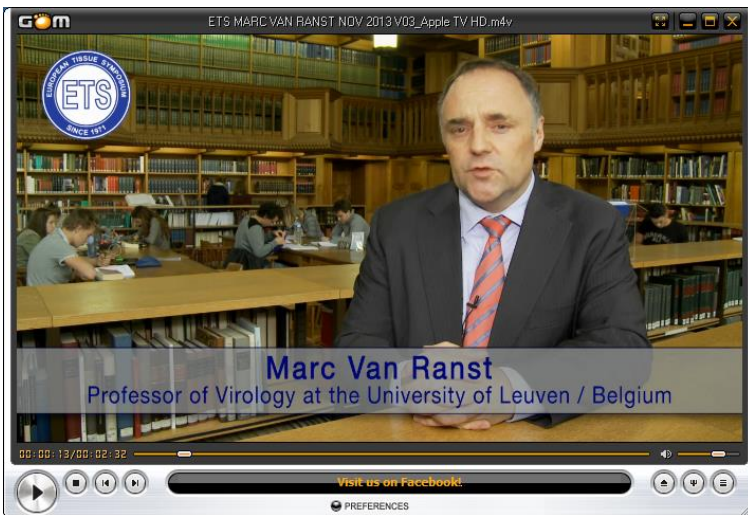 GOM
ETS MARC VAN RANST NOV 2013 V03_Apple TV HD.m4v
EUROPEAN TISSUE SYMPOSIUM
ETS
SINCE 1971
Marc Van Ranst
Professor of Virology at the University of Leuven / Belgium
00:00:13/00:02:32
Visit us on Facebook!
PREFERENCES